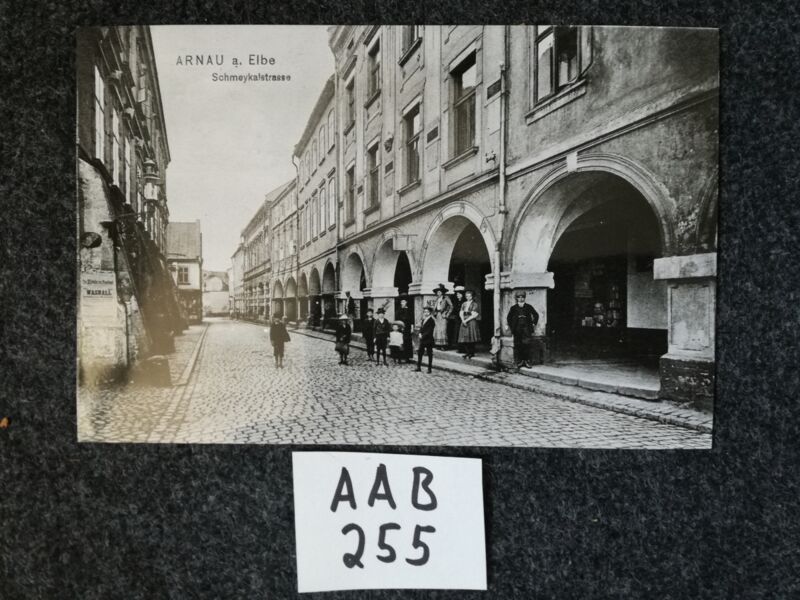 ARNAU a. Elbe
Schmeykalstrasse
AAB
255